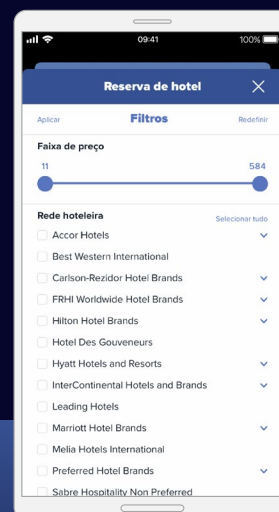 09:41
100%
Reserva de hotel
Aplicar
Filtros
Redefinir
Faixa de preço
11
584
Rede hoteleira
Selecionar tudo
Accor Hotels
Best Western International
Carlson-Rezidor Hotel Brands
FRHI Worldwide Hotel Brands
Hilton Hotel Brands
Hotel Des Gouveneurs
Hyatt Hotels and Resorts
InterContinental Hotels and Brands
Leading Hotels
Marriott Hotel Brands
Melia Hotels International
Preferred Hotel Brands
Sabre Hospitality Non Preferred